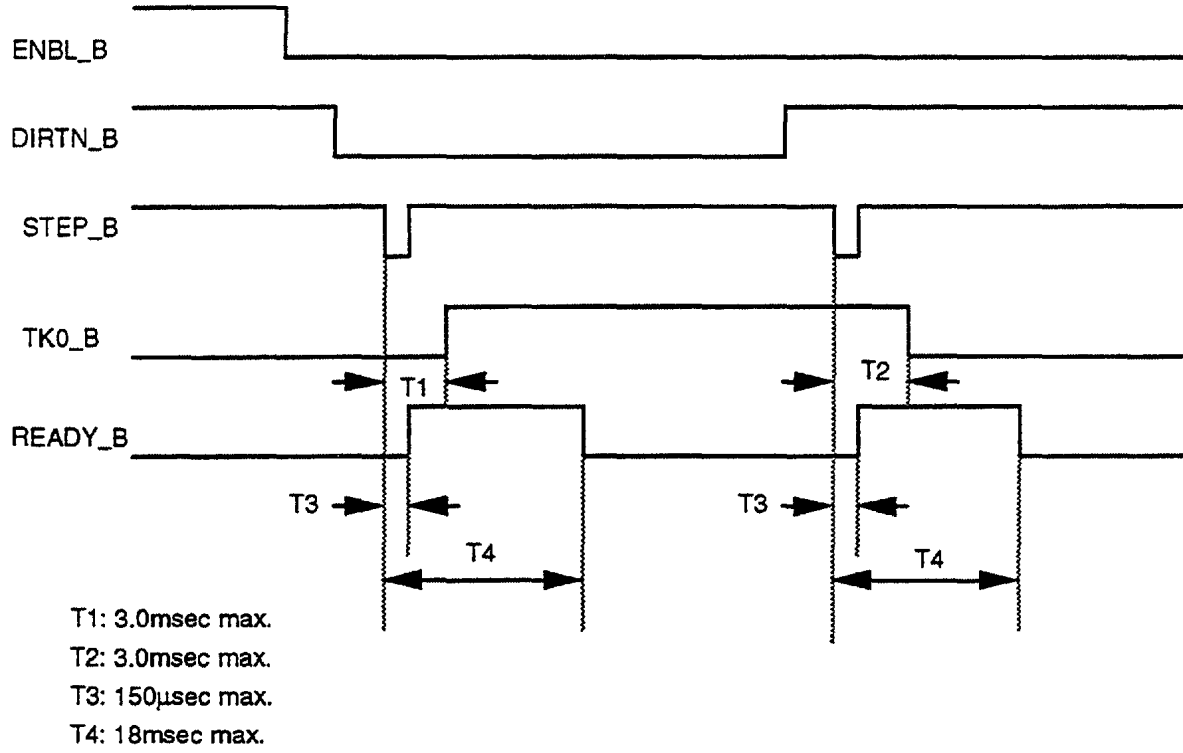 ENBL_B
DIRTN_B
STEP_B
TK0_B
T1
T2
READY_B
T3
T3
T4
T4
T1: 3.0msec max.
T2: 3.0msec max.
T3: 150μsec max.
T4: 18msec max.